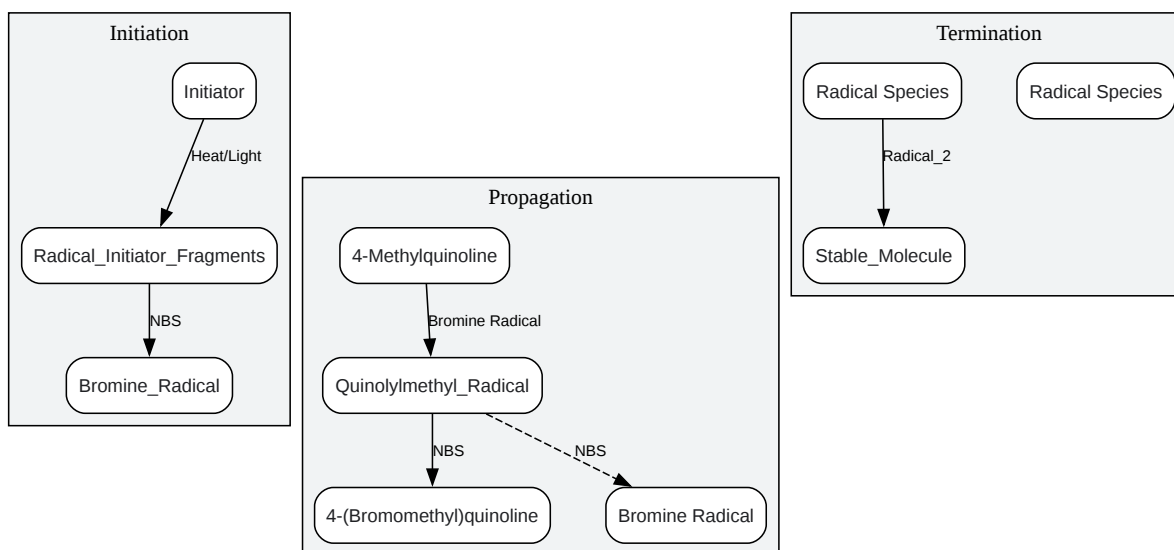 Initiation
Initiator
Heat/Light
Radical_Initiator_Fragments
NBS
Bromine_Radical
Propagation
4-Methylquinoline
Bromine Radical
Quinolylmethyl_Radical
NBS
NBS
4-(Bromomethyl)quinoline
Bromine Radical
Termination
Radical Species
Radical Species
Radical_2
Stable_Molecule